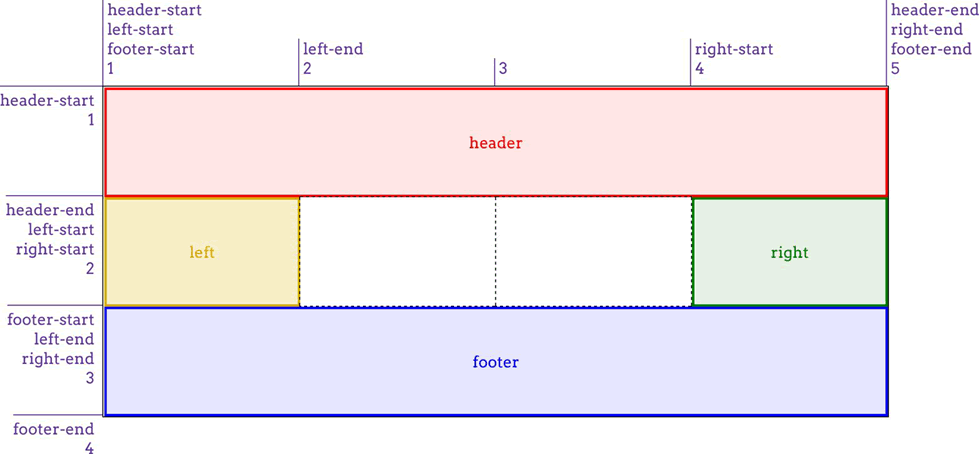 header-start
left-start
footer-start
1
left-end
2
3
right-start
4
header-end
right-end
footer-end
5
header-start
1
header
header-end
left-start
right-start
2
left
right
footer-start
left-end
right-end
3
footer
footer-end
4